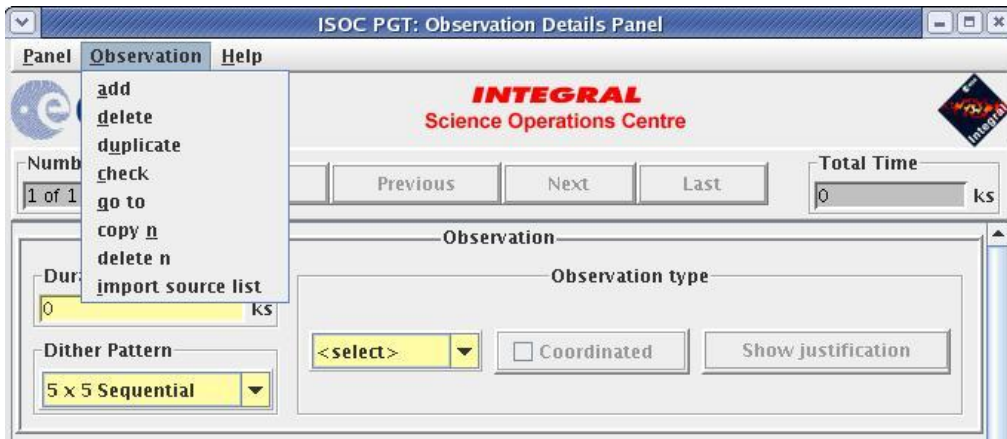 ISOC PGT: Observation Details Panel
Panel Observation Help
add
delete
duplicate
check
go to
copy n
delete n
import source list
INTEGRAL
Science Operations Centre
Integral
1 of 1
Previous Next Last
Total Time
0 ks
Observation
0 ks
Dither Pattern
5 x 5 Sequential
Observation type
<select> Coordinated Show justification